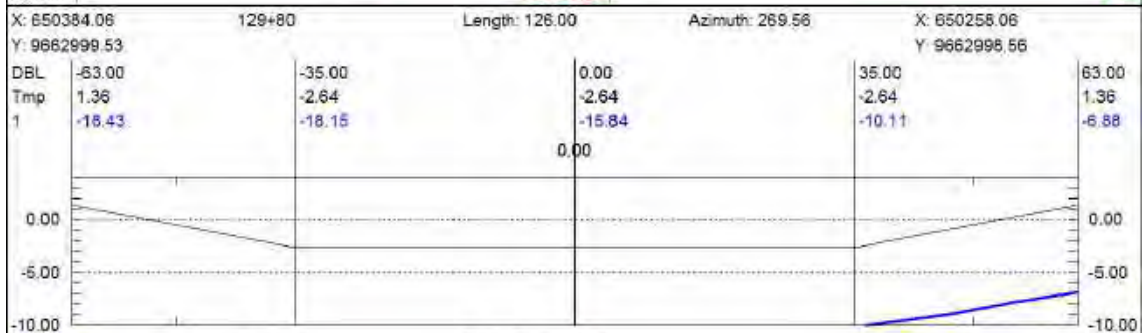 X: 650384.06 129+80 Length: 126.00 Azimuth: 269.56 X: 650258.06
Y: 9662999.53 Y: 9662998.56
DBL -63.00 -35.00 0.00 35.00 63.00
Tmp 1.36 -2.64 -2.64 -2.64 1.36
1 -18.43 -18.15 -15.84 -10.11 -6.88
0.00
0.00 0.00
-5.00 -5.00
-10.00 -10.00